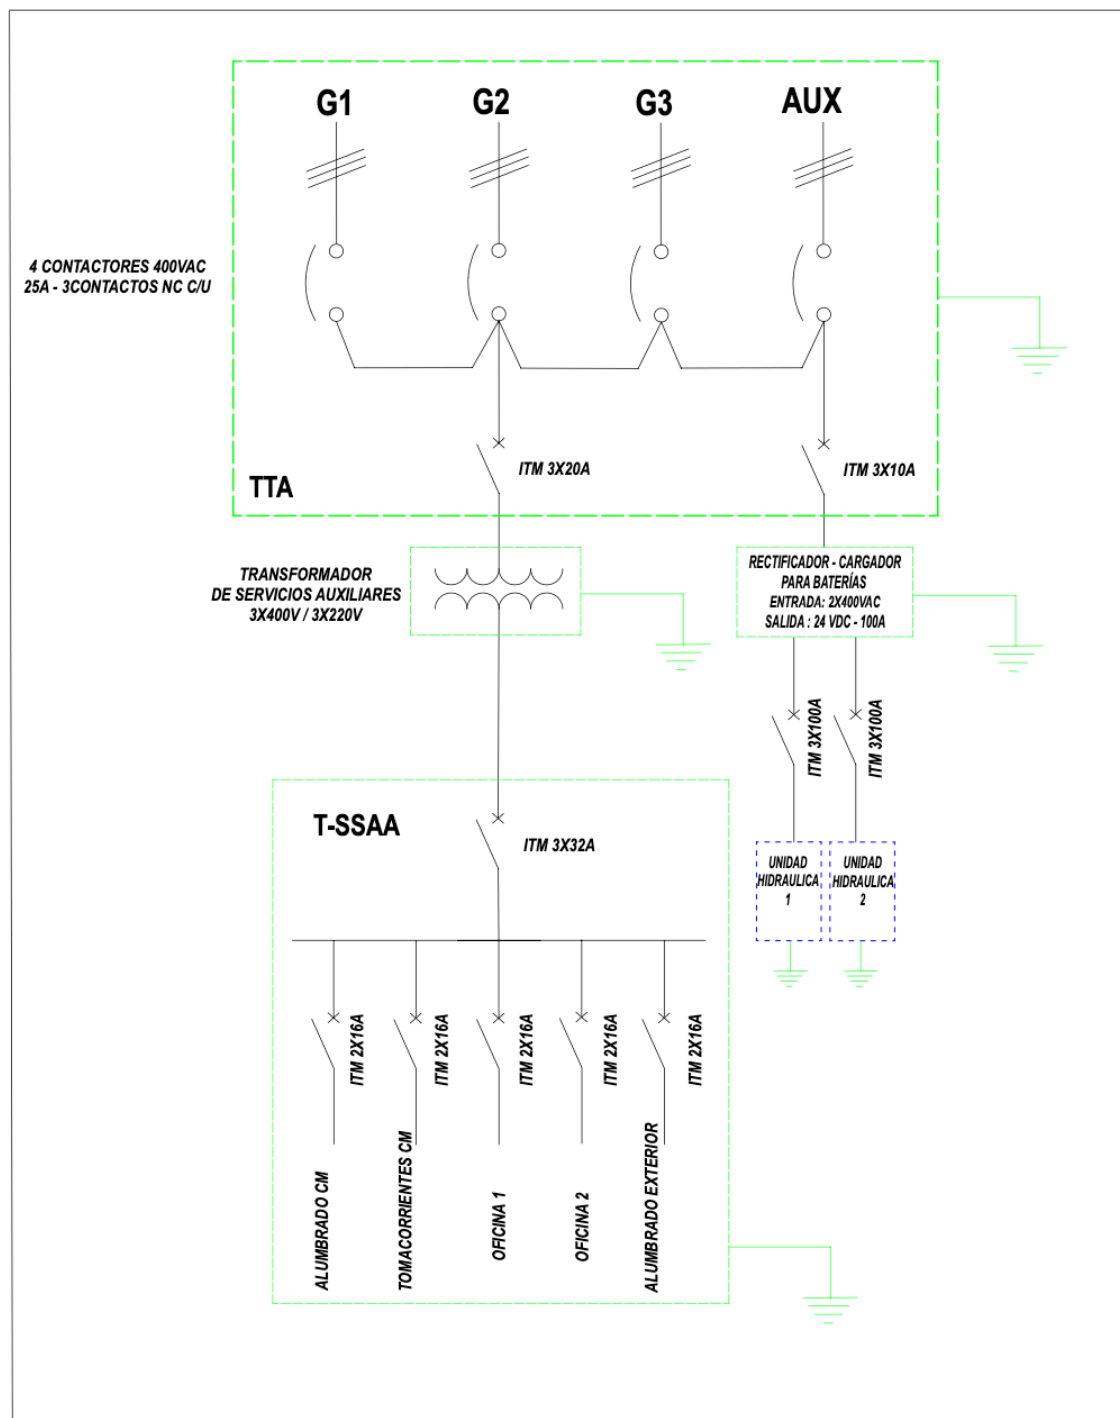 G1
G2
G3
AUX
4 CONTACTORES 400VAC
25A - 3CONTACTOS NC C/U
ITM 3X20A
ITM 3X10A
TTA
TRANSFORMADOR
DE SERVICIOS AUXILIARES
3X400V / 3X220V
RECTIFICADOR - CARGADOR
PARA BATERÍAS
ENTRADA: 2X400VAC
SALIDA : 24 VDC - 100A
ITM 3X100A
ITM 3X100A
T-SSAA
ITM 3X32A
UNIDAD
HIDRAULICA
1
UNIDAD
HIDRAULICA
2
ITM 2X16A
ITM 2X16A
ITM 2X16A
ITM 2X16A
ITM 2X16A
ALUMBRADO CM
TOMACORRIENTES CM
OFICINA 1
OFICINA 2
ALUMBRADO EXTERIOR